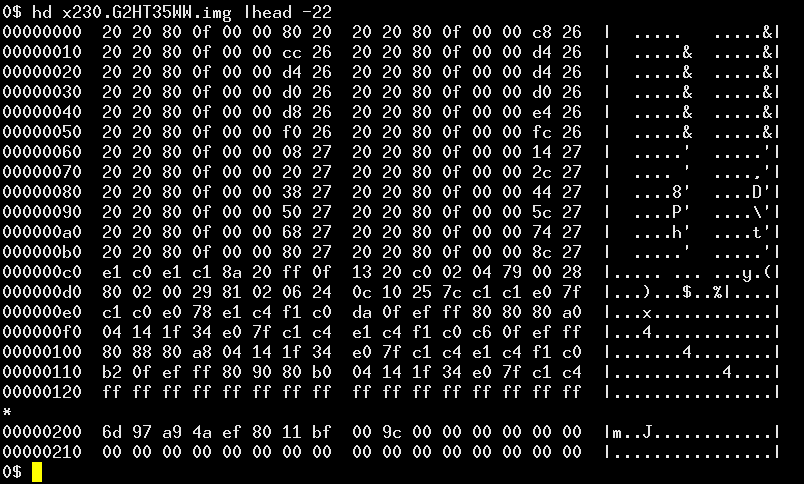 0$ hd x230.G2HT35WW.img |head -22
00000000  20 20 80 0f 00 00 80 20  20 20 80 0f 00 00 c8 26  |  .....   .....&|
00000010  20 20 80 0f 00 00 cc 26  20 20 80 0f 00 00 d4 26  |  .....&  .....&|
00000020  20 20 80 0f 00 00 d4 26  20 20 80 0f 00 00 d4 26  |  .....&  .....&|
00000030  20 20 80 0f 00 00 d0 26  20 20 80 0f 00 00 d0 26  |  .....&  .....&|
00000040  20 20 80 0f 00 00 d8 26  20 20 80 0f 00 00 e4 26  |  .....&  .....&|
00000050  20 20 80 0f 00 00 f0 26  20 20 80 0f 00 00 fc 26  |  .....&  .....&|
00000060  20 20 80 0f 00 00 08 27  20 20 80 0f 00 00 14 27  |  .....'  .....'|
00000070  20 20 80 0f 00 00 20 27  20 20 80 0f 00 00 2c 27  |  .... '  ....,'|
00000080  20 20 80 0f 00 00 38 27  20 20 80 0f 00 00 44 27  |  ....8'  ....D'|
00000090  20 20 80 0f 00 00 50 27  20 20 80 0f 00 00 5c 27  |  ....P'  ....\'|
000000a0  20 20 80 0f 00 00 68 27  20 20 80 0f 00 00 74 27  |  ....h'  ....t'|
000000b0  20 20 80 0f 00 00 80 27  20 20 80 0f 00 00 8c 27  |  .....'  .....'|
000000c0  e1 c0 e1 c1 8a 20 ff 0f  13 20 c0 02 04 79 00 28  |..... ... ...y.(|
000000d0  80 02 00 29 81 02 06 24  0c 10 25 7c c1 c1 e0 7f  |...)...$..%|....|
000000e0  c1 c0 e0 78 e1 c4 f1 c0  da 0f ef ff 80 80 80 a0  |...x............|
000000f0  04 14 1f 34 e0 7f c1 c4  e1 c4 f1 c0 c6 0f ef ff  |...4............|
00000100  80 88 80 a8 04 14 1f 34  e0 7f c1 c4 e1 c4 f1 c0  |.......4........|
00000110  b2 0f ef ff 80 90 80 b0  04 14 1f 34 e0 7f c1 c4  |...........4....|
00000120  ff ff ff ff ff ff ff ff  ff ff ff ff ff ff ff ff  |................|
*
00000200  6d 97 a9 4a ef 80 11 bf  00 9c 00 00 00 00 00 00  |m..J............|
00000210  00 00 00 00 00 00 00 00  00 00 00 00 00 00 00 00  |................|
0$